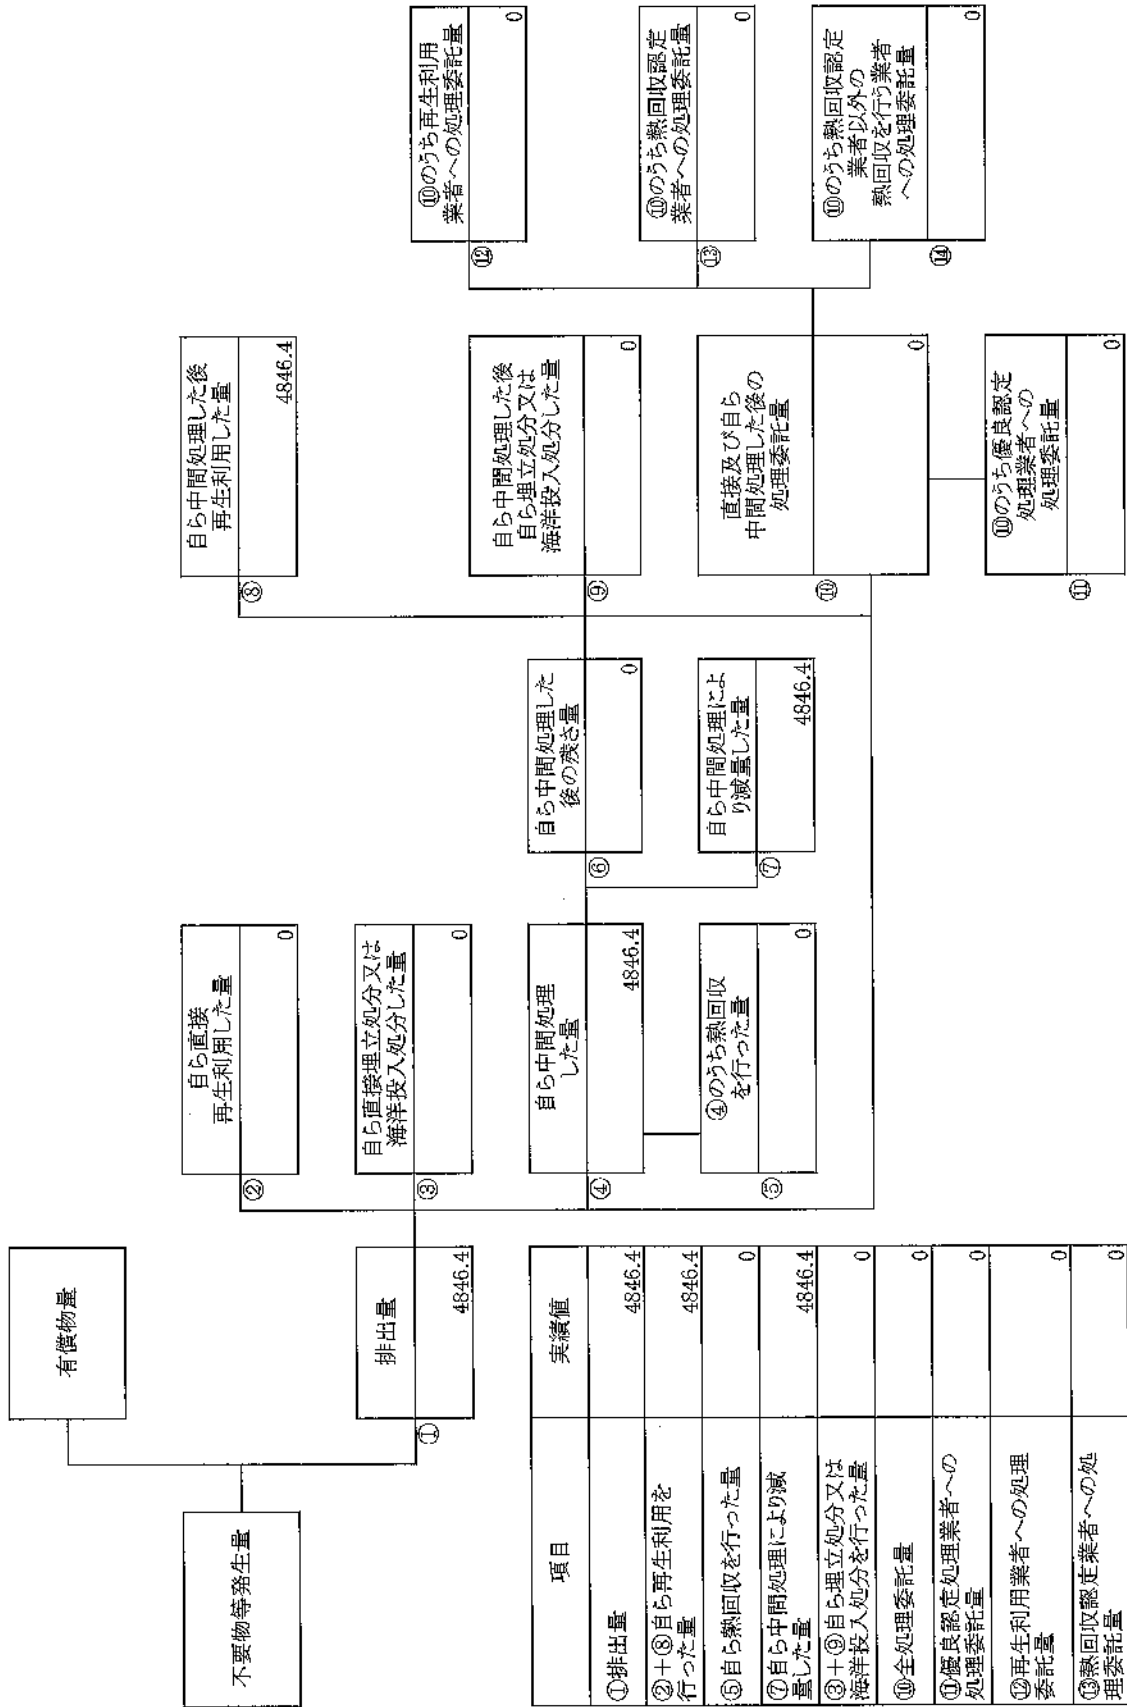 不要物等発生量
有償物量
①
排出量
4846.4
②
自ら直接
再生利用した量
0
③
自ら直接埋立処分又は
海洋投入処分した量
0
④
自ら中間処理
した量
4846.4
⑤
④のうち熱回収
を行った量
0
⑥
自ら中間処理した
後の残さ量
0
⑦
自ら中間処理によ
り減量した量
4846.4
⑧
自ら中間処理した後
再生利用した量
4846.4
⑨
自ら中間処理した後
自ら埋立処分又は
海洋投入処分した量
0
⑩
直接及び自ら
中間処理した後の
処理委託量
0
⑪
⑩のうち優良認定
処理業者への
処理委託量
0
⑫
⑩のうち再生利用
業者への処理委託量
0
⑬
⑩のうち熱回収認定
業者への処理委託量
0
⑭
⑩のうち熱回収認定
業者以外の
熱回収を行う業者
への処理委託量
0
項目 実績値
①排出量 4846.4
②+⑧自ら再生利用を
行った量 4846.4
⑤自ら熱回収を行った量 0
⑦自ら中間処理により減
量した量 4846.4
③+⑨自ら埋立処分又は
海洋投入処分を行った量 0
⑩全処理委託量 0
⑪優良認定処理業者への
処理委託量 0
⑫再生利用業者への処理
委託量 0
⑬熱回収認定業者への処
理委託量 0